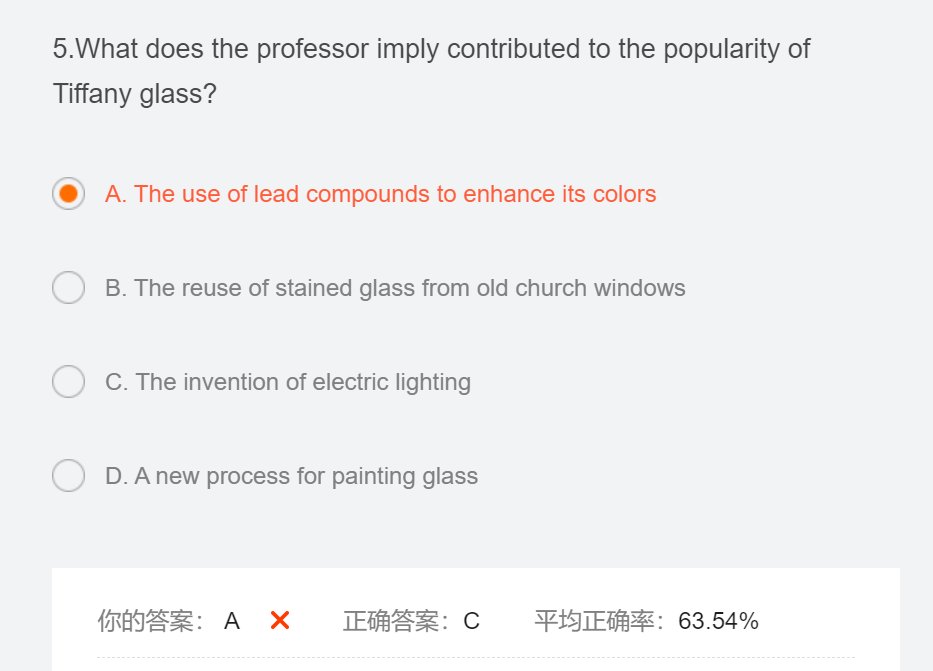 5.What does the professor imply contributed to the popularity of
Tiffany glass?
A. The use of lead compounds to enhance its colors
B. The reuse of stained glass from old church windows
C. The invention of electric lighting
D. A new process for painting glass
你的答案： A 正确答案： C 平均正确率： 63.54%